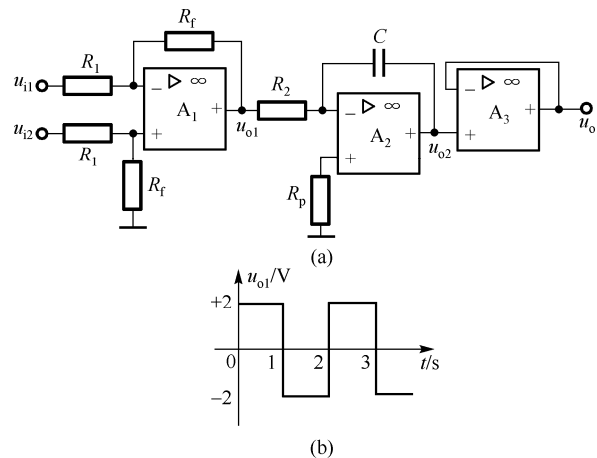 R_f
R_1 C
u_i1 − ▷ ∞ − ▷ ∞
A_1 + R_2 − ▷ ∞ A_3 +
u_i2 + u_o1 A_2 + u_o2 + u_o
R_1 +
R_f R_p
(a)
u_o1/V
+2
0 1 2 3 t/s
−2
(b)